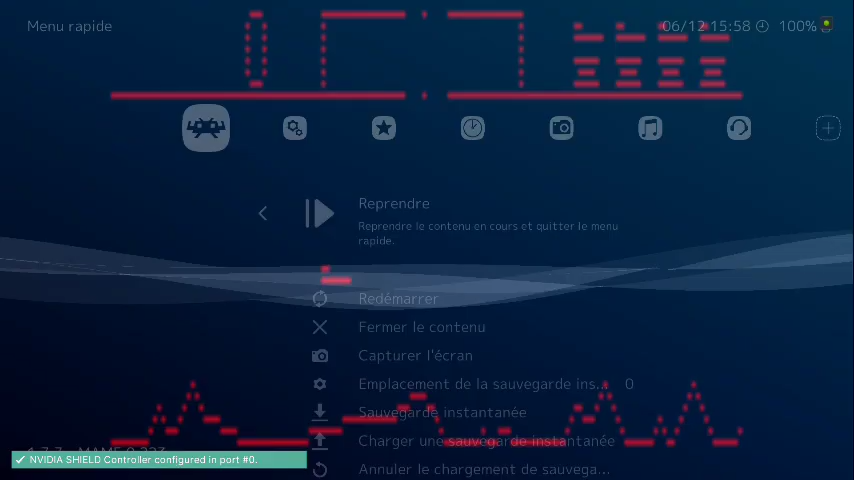 Menu rapide
06/12 15:58
100%
Reprendre
Reprendre le contenu en cours et quitter le menu
rapide.
Redémarrer
Fermer le contenu
Capturer l'écran
Emplacement de la sauvegarde ins... 0
Sauvegarde instantanée
Charger une sauvegarde instantanée
NVIDIA SHIELD Controller configured in port #0.
Annuler le chargement de sauvega...